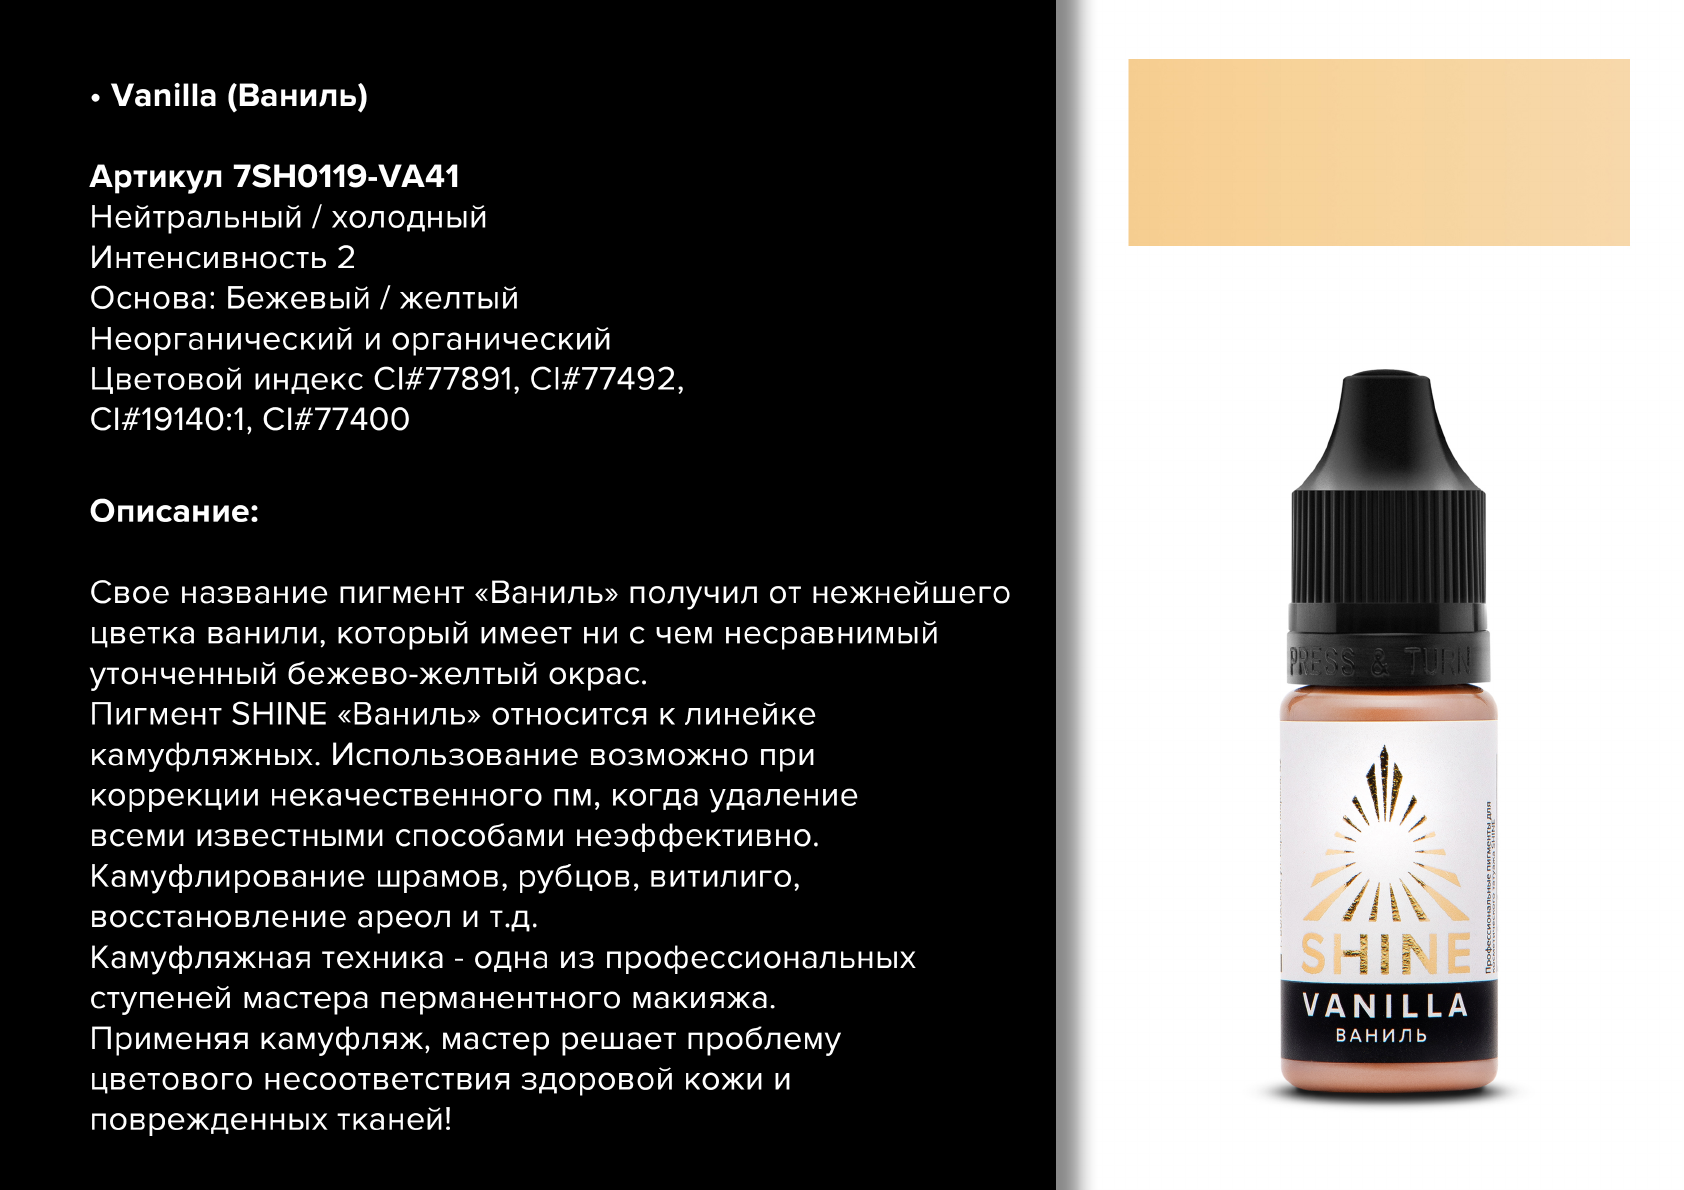 • Vanilla (Ваниль)
Артикул 7SH0119-VA41
Нейтральный / холодный
Интенсивность 2
Основа: Бежевый / желтый
Неорганический и органический
Цветовой индекс CI#77891, CI#77492,
CI#19140:1, CI#77400
Описание:
Свое название пигмент «Ваниль» получил от нежнейшего
цветка ванили, который имеет ни с чем несравнимый
утонченный бежево-желтый окрас.
Пигмент SHINE «Ваниль» относится к линейке
камуфляжных. Использование возможно при
коррекции некачественного пм, когда удаление
всеми известными способами неэффективно.
Камуфлирование шрамов, рубцов, витилиго,
восстановление ареол и т.д.
Камуфляжная техника - одна из профессиональных
ступеней мастера перманентного макияжа.
Применяя камуфляж, мастер решает проблему
цветового несоответствия здоровой кожи и
поврежденных тканей!
PRESS & TURN
SHINE
VANILLA
ВАНИЛЬ
Профессиональные пигменты для